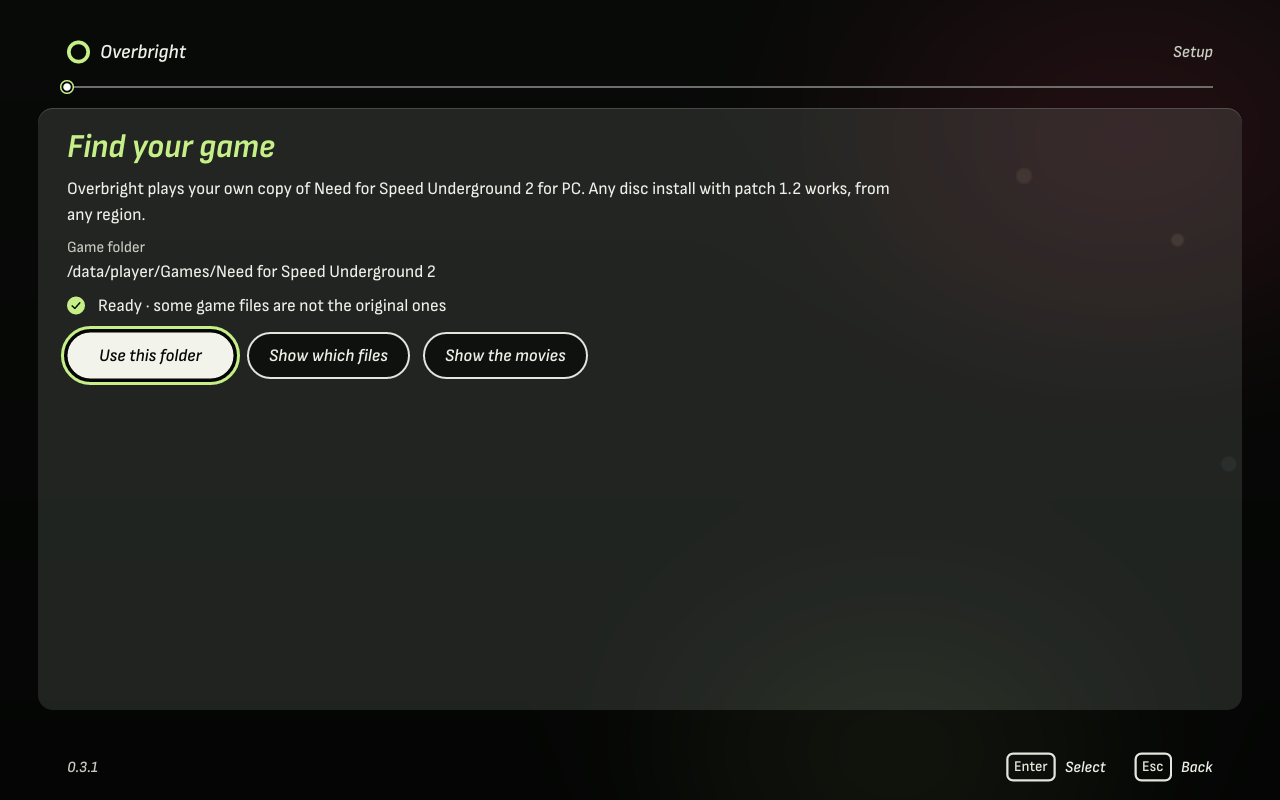 Overbright
Setup
Find your game
Overbright plays your own copy of Need for Speed Underground 2 for PC. Any disc install with patch 1.2 works, from
any region.
Game folder
/data/player/Games/Need for Speed Underground 2
Ready · some game files are not the original ones
Use this folder
Show which files
Show the movies
0.3.1
Enter Select
Esc Back